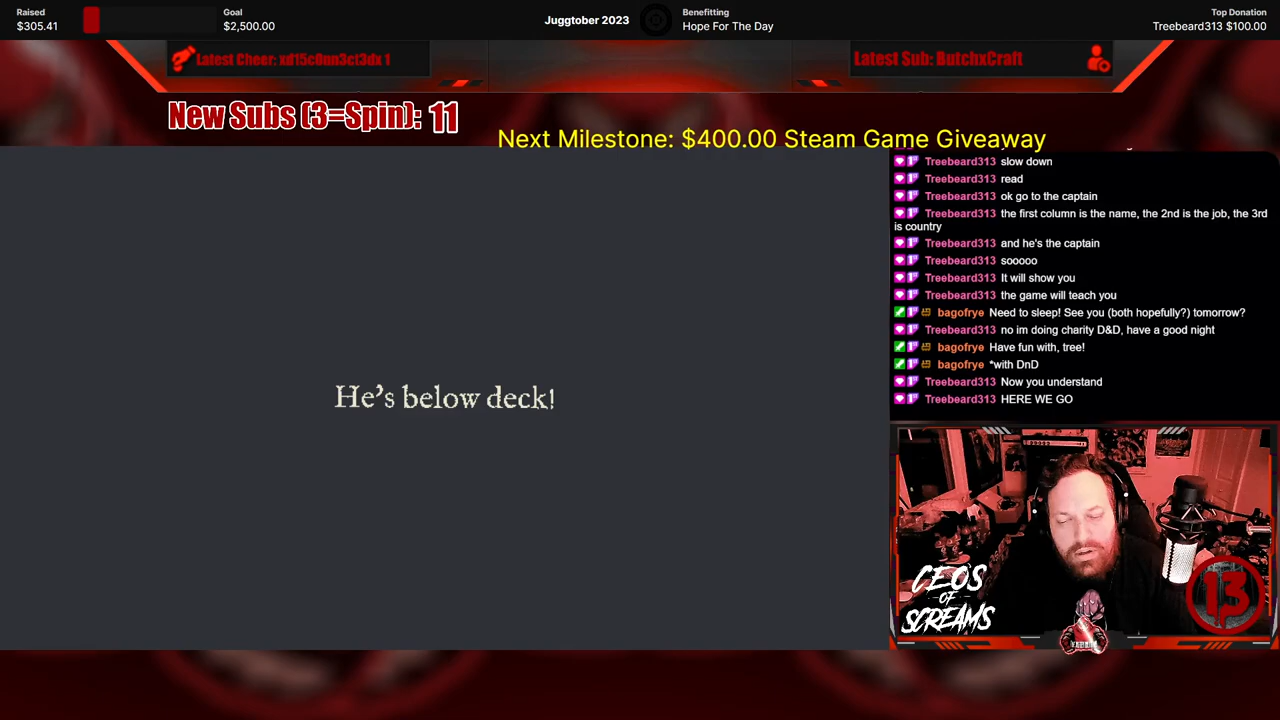 Raised
$305.41
Goal
$2,500.00
Juggtober 2023
Benefitting
Hope For The Day
Top Donation
Treebeard313 $100.00
Latest Cheer: xd15c0nn3ct3dx 1
Latest Sub: ButchxCraft
New Subs (3=Spin): 11
Next Milestone: $400.00 Steam Game Giveaway
Treebeard313 slow down
Treebeard313 read
Treebeard313 ok go to the captain
Treebeard313 the first column is the name, the 2nd is the job, the 3rd
is country
Treebeard313 and he's the captain
Treebeard313 sooooo
Treebeard313 It will show you
Treebeard313 the game will teach you
bagofrye Need to sleep! See you (both hopefully?) tomorrow?
Treebeard313 no im doing charity D&D, have a good night
bagofrye Have fun with, tree!
bagofrye *with DnD
Treebeard313 Now you understand
Treebeard313 HERE WE GO
He's below deck!
CEOS
OF
SCREAMS
13